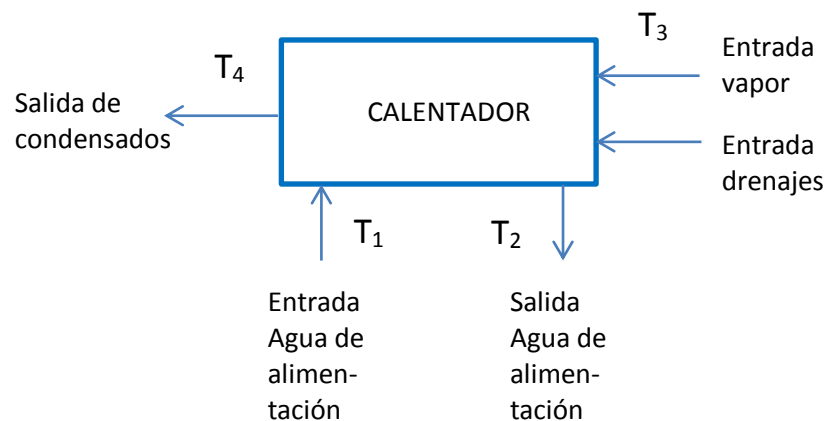 T₃
Entrada
vapor
T₄
Salida de
condensados
CALENTADOR
Entrada
drenajes
T₁
T₂
Entrada
Agua de
alimen-
tación
Salida
Agua de
alimen-
tación